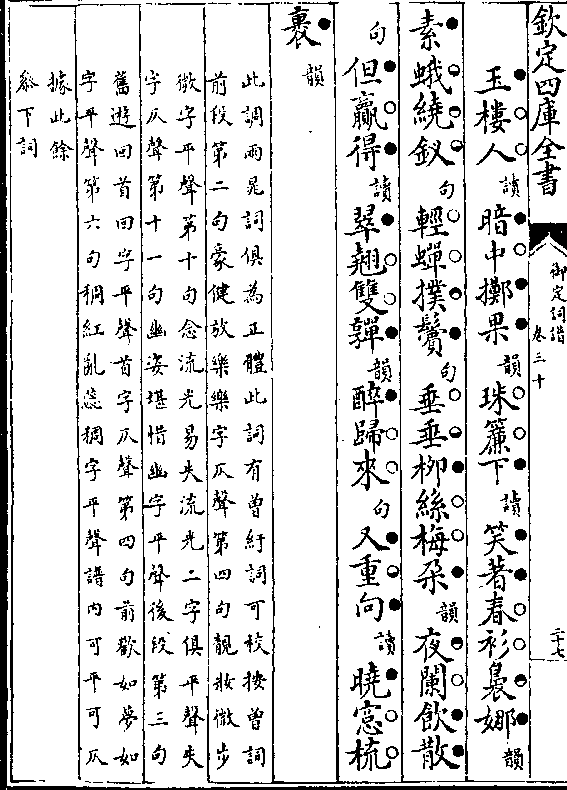 欽定四庫全書
御定詞譜
卷三十
二十七
玉樓人讀暗中擲果韻珠簾下讀笑著春衫裊娜韻
素蛾繞釵句輕蟬撲鬢句垂垂柳絲梅朶韻夜闌飲散
句但贏得讀翠翹雙嚲韻醉歸來句又重向讀曉窓梳
裹韻
此調兩晁詞俱為正體此詞有曾紆詞可校按曾詞
前段第二句豪健放樂樂字仄聲第四句靚妝微步
微字平聲第十句念流光易失流光二字俱平聲失
字仄聲第十一句幽姿堪惜幽字平聲後段第三句
舊遊回首回字平聲首字仄聲第四句前歡如夢如
字平聲第六句稠紅亂蕊稠字平聲譜内可平可仄
據此餘
叅下詞